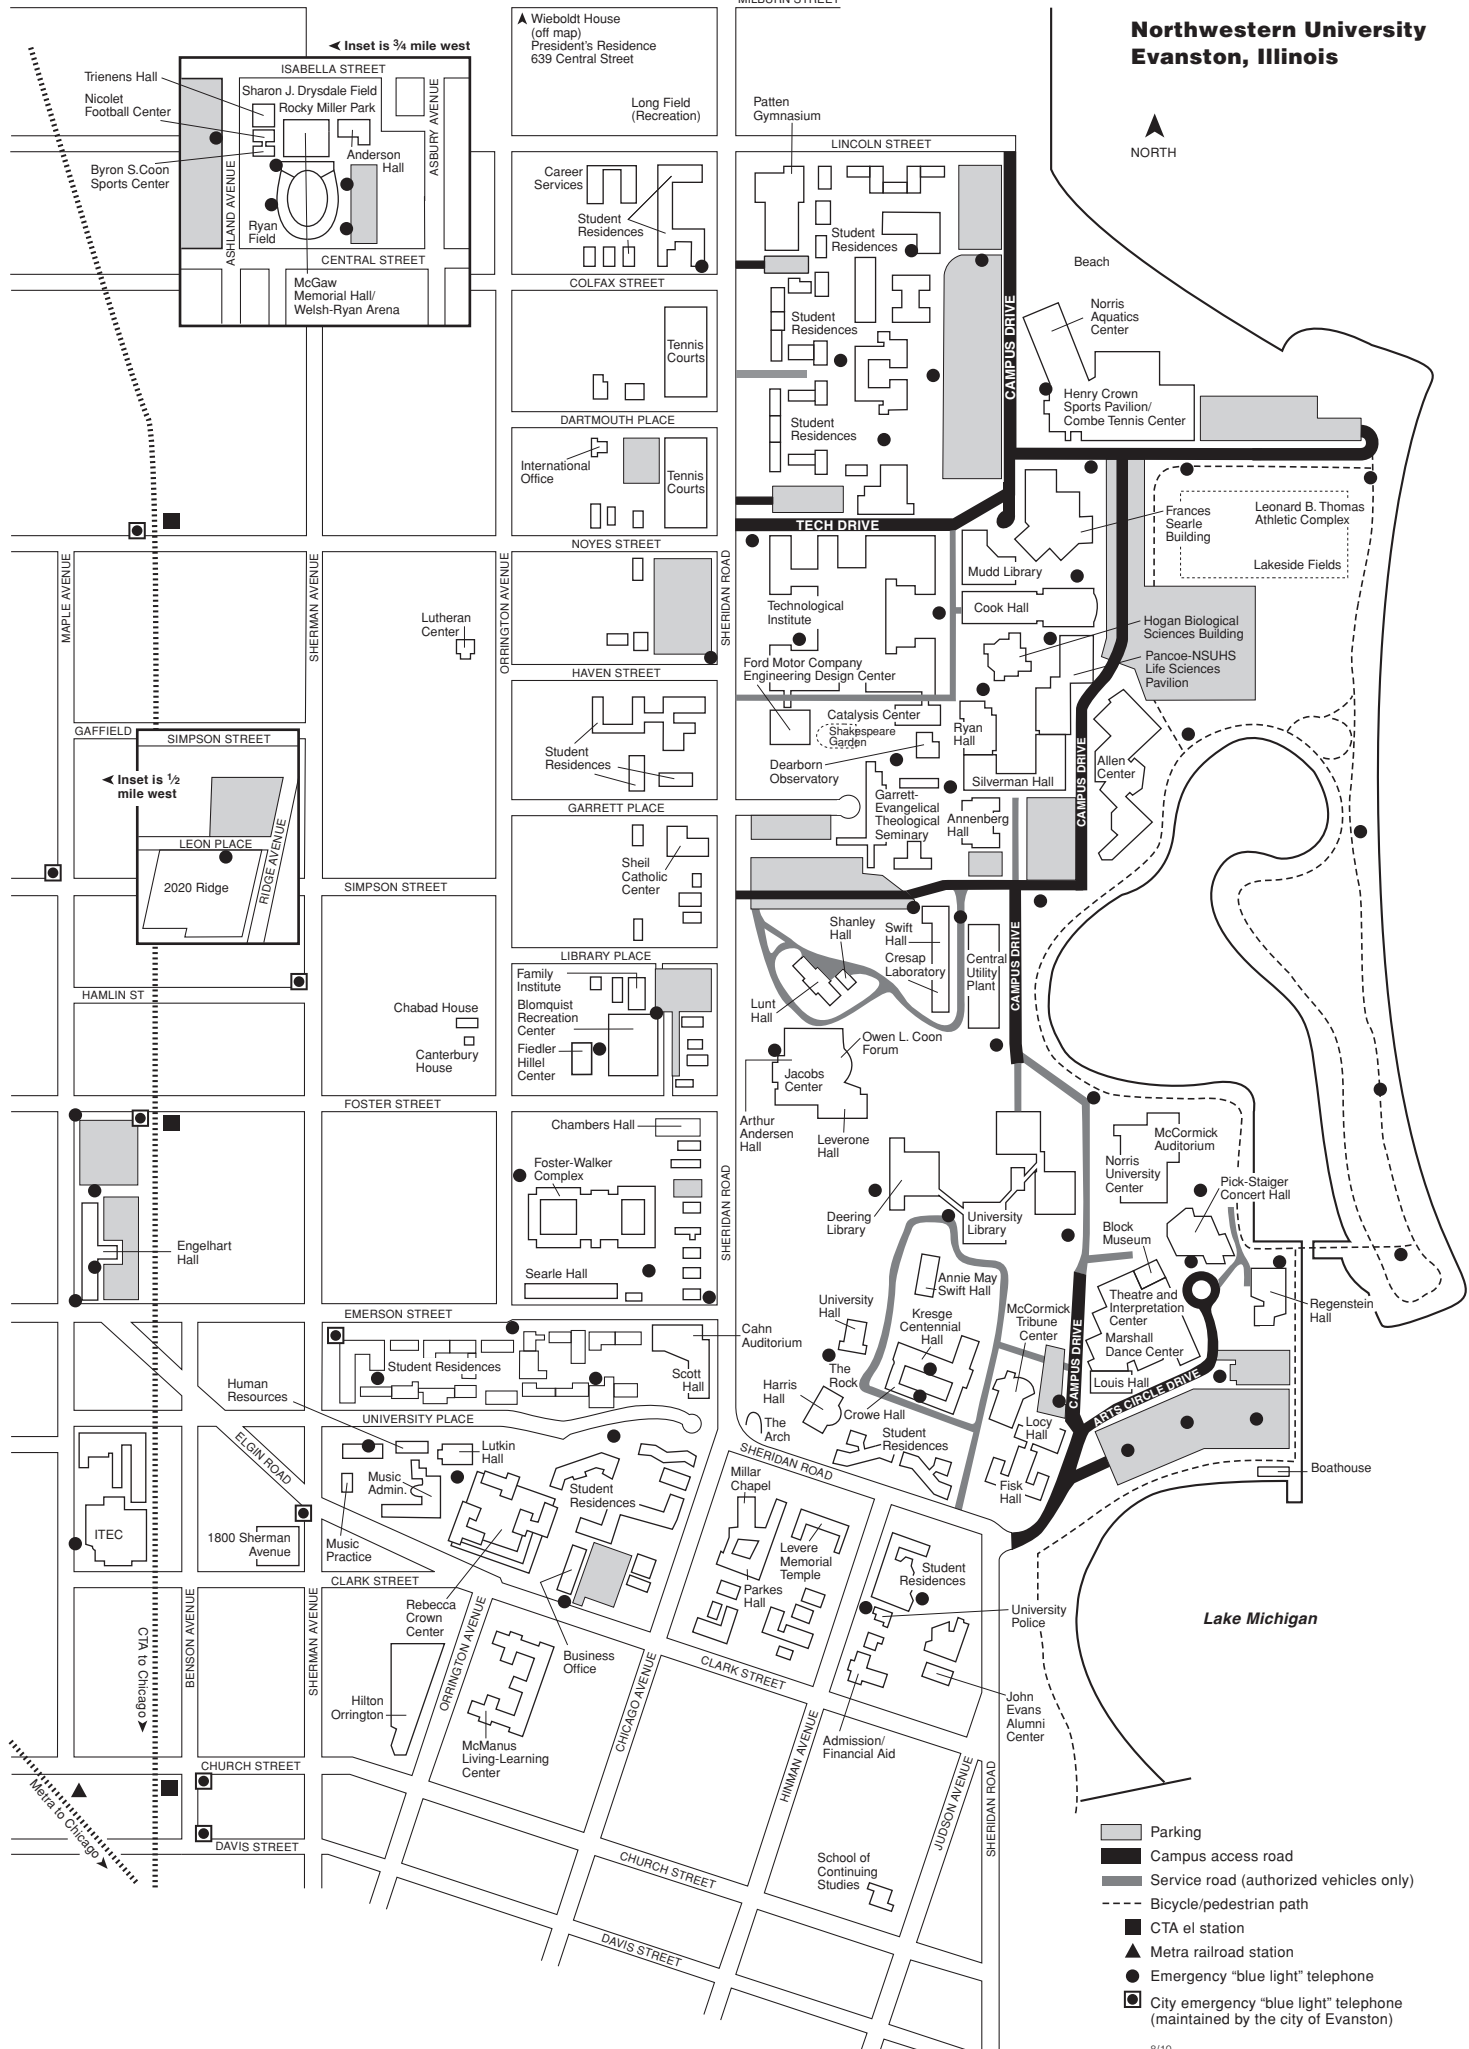 MILBURN STREET
Northwestern University
Evanston, Illinois
NORTH
Wieboldt House
(off map)
President's Residence
639 Central Street
Long Field
(Recreation)
Patten
Gymnasium
LINCOLN STREET
Inset is ¾ mile west
ISABELLA STREET
Trienens Hall
Nicolet
Football Center
Byron S.Coon
Sports Center
Sharon J. Drysdale Field
Rocky Miller Park
Anderson
Hall
ASHLAND AVENUE
ASBURY AVENUE
Ryan
Field
CENTRAL STREET
McGaw
Memorial Hall/
Welsh-Ryan Arena
Career
Services
Student
Residences
COLFAX STREET
Tennis
Courts
DARTMOUTH PLACE
International
Office
Tennis
Courts
NOYES STREET
Student
Residences
Student
Residences
Student
Residences
CAMPUS DRIVE
Beach
Norris
Aquatics
Center
Henry Crown
Sports Pavilion/
Combe Tennis Center
TECH DRIVE
Frances
Searle
Building
Leonard B. Thomas
Athletic Complex
Lakeside Fields
Mudd Library
Cook Hall
Technological
Institute
Hogan Biological
Sciences Building
Pancoe-NSUHS
Life Sciences
Pavilion
Ford Motor Company
Engineering Design Center
Catalysis Center
Shakespeare
Garden
Ryan
Hall
Dearborn
Observatory
Silverman Hall
CAMPUS DRIVE
Allen
Center
Garrett-
Evangelical
Theological
Seminary
Annenberg
Hall
MAPLE AVENUE
SHERMAN AVENUE
ORRINGTON AVENUE
SHERIDAN ROAD
Lutheran
Center
HAVEN STREET
Student
Residences
GARRETT PLACE
GAFFIELD
SIMPSON STREET
Inset is ½
mile west
LEON PLACE
RIDGE AVENUE
2020 Ridge
Sheil
Catholic
Center
SIMPSON STREET
LIBRARY PLACE
HAMLIN ST
Chabad House
Canterbury
House
Family
Institute
Blomquist
Recreation
Center
Fiedler
Hillel
Center
FOSTER STREET
Shanley
Hall
Swift
Hall
Cresap
Laboratory
Central
Utility
Plant
CAMPUS DRIVE
Lunt
Hall
Owen L. Coon
Forum
Jacobs
Center
Arthur
Andersen
Hall
Leverone
Hall
Chambers Hall
Foster-Walker
Complex
SHERIDAN ROAD
Searle Hall
EMERSON STREET
Engelhart
Hall
McCormick
Auditorium
Norris
University
Center
Pick-Staiger
Concert Hall
Deering
Library
University
Library
Block
Museum
Annie May
Swift Hall
University
Hall
Kresge
Centennial
Hall
McCormick
Tribune
Center
Theatre and
Interpretation
Center
Marshall
Dance Center
Regenstein
Hall
Louis Hall
CAMPUS DRIVE
ARTS CIRCLE DRIVE
Cahn
Auditorium
Scott
Hall
Student Residences
The
Rock
Harris
Hall
Crowe Hall
The
Arch
Student
Residences
Locy
Hall
Fisk
Hall
Boathouse
Human
Resources
UNIVERSITY PLACE
ELGIN ROAD
Lutkin
Hall
Music
Admin.
Student
Residences
SHERIDAN ROAD
Millar
Chapel
ITEC
1800 Sherman
Avenue
Music
Practice
CLARK STREET
Levere
Memorial
Temple
Parkes
Hall
Student
Residences
University
Police
Rebecca
Crown
Center
Business
Office
CLARK STREET
John
Evans
Alumni
Center
Admission/
Financial Aid
CTA to Chicago
BENSON AVENUE
SHERMAN AVENUE
Hilton
Orrington
ORRINGTON AVENUE
McManus
Living-Learning
Center
CHICAGO AVENUE
HINMAN AVENUE
JUDSON AVENUE
SHERIDAN ROAD
Lake Michigan
CHURCH STREET
Metra to Chicago
DAVIS STREET
CHURCH STREET
School of
Continuing
Studies
DAVIS STREET
Parking
Campus access road
Service road (authorized vehicles only)
Bicycle/pedestrian path
CTA el station
Metra railroad station
Emergency "blue light" telephone
City emergency "blue light" telephone
(maintained by the city of Evanston)
8/10